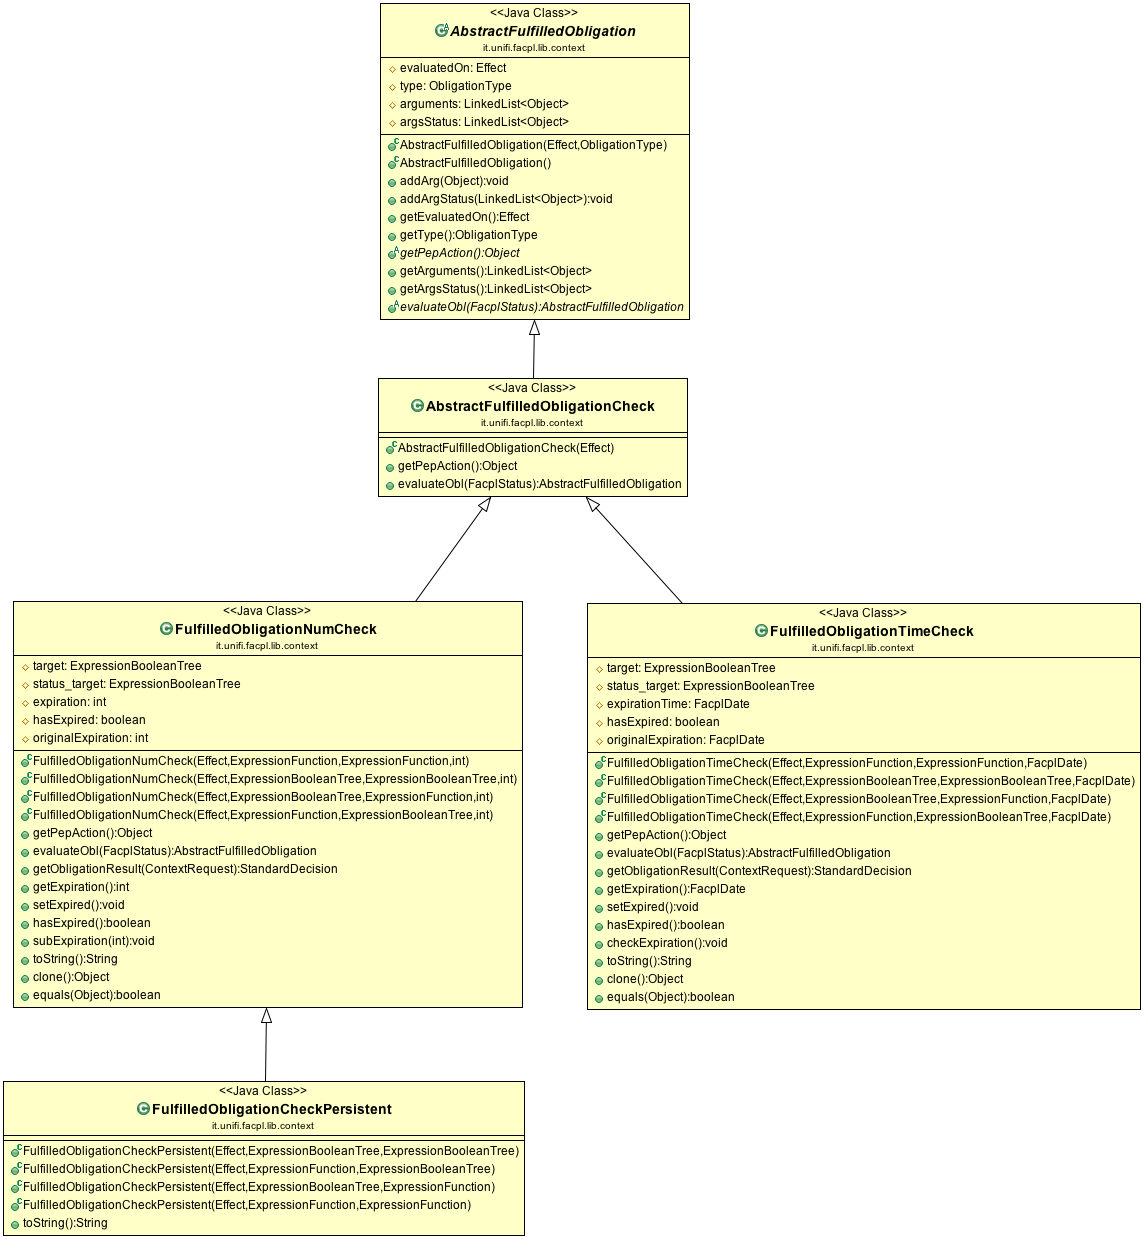 <<Java Class>>
AbstractFulfilledObligation
it.unifi.facpl.lib.context
evaluatedOn: Effect
type: ObligationType
arguments: LinkedList<Object>
argsStatus: LinkedList<Object>
AbstractFulfilledObligation(Effect,ObligationType)
AbstractFulfilledObligation()
addArg(Object):void
addArgStatus(LinkedList<Object>):void
getEvaluatedOn():Effect
getType():ObligationType
getPepAction():Object
getArguments():LinkedList<Object>
getArgsStatus():LinkedList<Object>
evaluateObl(FacplStatus):AbstractFulfilledObligation
<<Java Class>>
AbstractFulfilledObligationCheck
it.unifi.facpl.lib.context
AbstractFulfilledObligationCheck(Effect)
getPepAction():Object
evaluateObl(FacplStatus):AbstractFulfilledObligation
<<Java Class>>
FulfilledObligationNumCheck
it.unifi.facpl.lib.context
target: ExpressionBooleanTree
status_target: ExpressionBooleanTree
expiration: int
hasExpired: boolean
originalExpiration: int
FulfilledObligationNumCheck(Effect,ExpressionFunction,ExpressionFunction,int)
FulfilledObligationNumCheck(Effect,ExpressionBooleanTree,ExpressionBooleanTree,int)
FulfilledObligationNumCheck(Effect,ExpressionBooleanTree,ExpressionFunction,int)
FulfilledObligationNumCheck(Effect,ExpressionFunction,ExpressionBooleanTree,int)
getPepAction():Object
evaluateObl(FacplStatus):AbstractFulfilledObligation
getObligationResult(ContextRequest):StandardDecision
getExpiration():int
setExpired():void
hasExpired():boolean
subExpiration(int):void
toString():String
clone():Object
equals(Object):boolean
<<Java Class>>
FulfilledObligationTimeCheck
it.unifi.facpl.lib.context
target: ExpressionBooleanTree
status_target: ExpressionBooleanTree
expirationTime: FacplDate
hasExpired: boolean
originalExpiration: FacplDate
FulfilledObligationTimeCheck(Effect,ExpressionFunction,ExpressionFunction,FacplDate)
FulfilledObligationTimeCheck(Effect,ExpressionBooleanTree,ExpressionBooleanTree,FacplDate)
FulfilledObligationTimeCheck(Effect,ExpressionBooleanTree,ExpressionFunction,FacplDate)
FulfilledObligationTimeCheck(Effect,ExpressionFunction,ExpressionBooleanTree,FacplDate)
getPepAction():Object
evaluateObl(FacplStatus):AbstractFulfilledObligation
getObligationResult(ContextRequest):StandardDecision
getExpiration():FacplDate
setExpired():void
hasExpired():boolean
checkExpiration():void
toString():String
clone():Object
equals(Object):boolean
<<Java Class>>
FulfilledObligationCheckPersistent
it.unifi.facpl.lib.context
FulfilledObligationCheckPersistent(Effect,ExpressionBooleanTree,ExpressionBooleanTree)
FulfilledObligationCheckPersistent(Effect,ExpressionFunction,ExpressionBooleanTree)
FulfilledObligationCheckPersistent(Effect,ExpressionBooleanTree,ExpressionFunction)
FulfilledObligationCheckPersistent(Effect,ExpressionFunction,ExpressionFunction)
toString():String